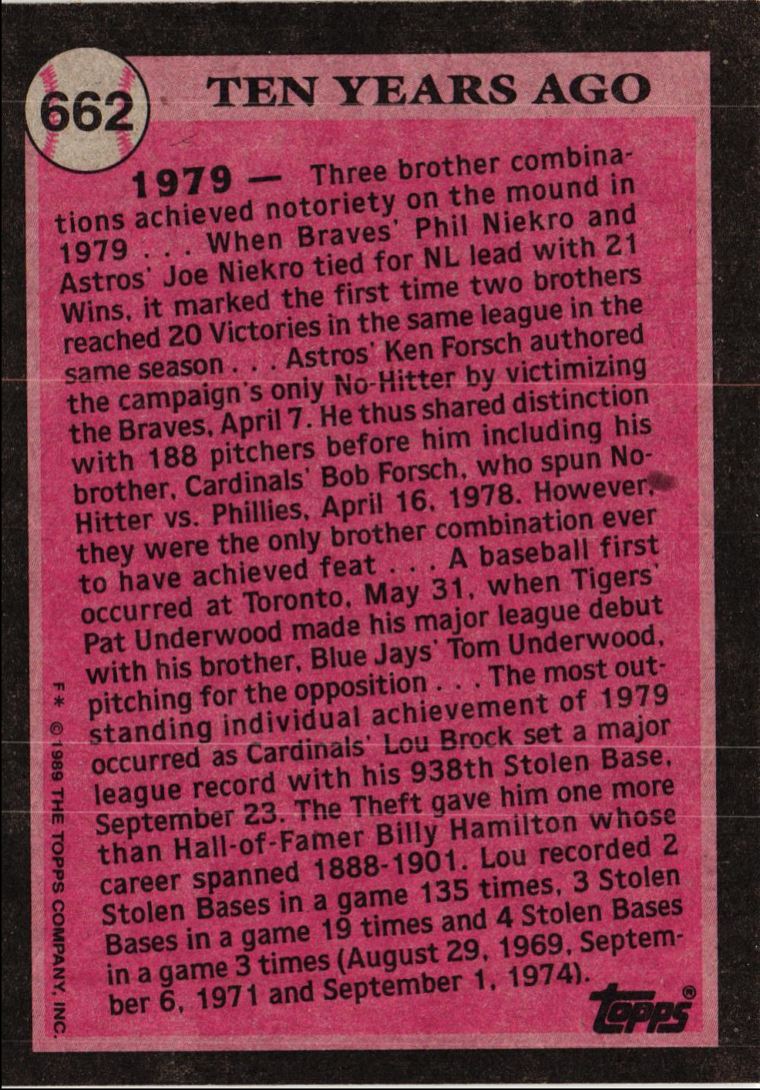 662
TEN YEARS AGO
1979 — Three brother combina-
tions achieved notoriety on the mound in
1979 . . . When Braves' Phil Niekro and
Astros' Joe Niekro tied for NL lead with 21
Wins, it marked the first time two brothers
reached 20 Victories in the same league in the
same season . . . Astros' Ken Forsch authored
the campaign's only No-Hitter by victimizing
the Braves, April 7. He thus shared distinction
with 188 pitchers before him including his
brother, Cardinals' Bob Forsch, who spun No-
Hitter vs. Phillies, April 16, 1978. However,
they were the only brother combination ever
to have achieved feat . . . A baseball first
occurred at Toronto, May 31, when Tigers'
Pat Underwood made his major league debut
with his brother, Blue Jays' Tom Underwood,
pitching for the opposition . . . The most out-
standing individual achievement of 1979
occurred as Cardinals' Lou Brock set a major
league record with his 938th Stolen Base,
September 23. The Theft gave him one more
than Hall-of-Famer Billy Hamilton whose
career spanned 1888-1901. Lou recorded 2
Stolen Bases in a game 135 times, 3 Stolen
Bases in a game 19 times and 4 Stolen Bases
in a game 3 times (August 29, 1969, Septem-
ber 6, 1971 and September 1, 1974).
topps®
F* © 1989 THE TOPPS COMPANY, INC.